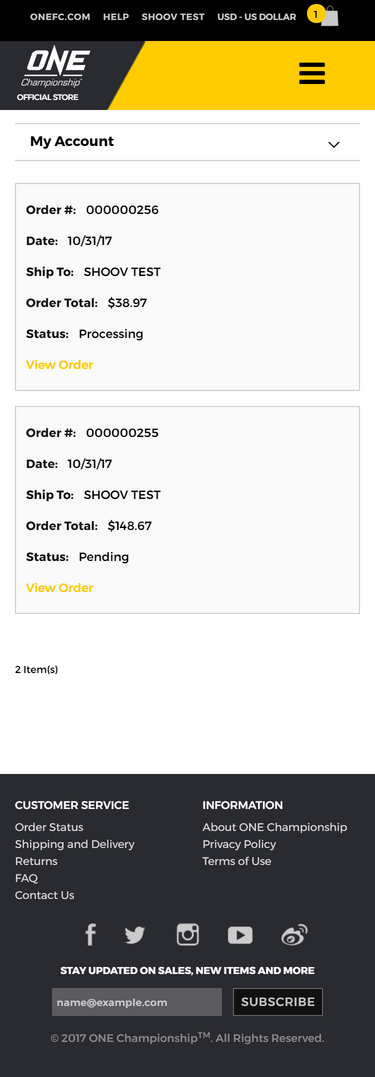 ONEFC.COM HELP SHOOV TEST USD - US DOLLAR 1
ONE
Championship™
OFFICIAL STORE
My Account
Order #: 000000256
Date: 10/31/17
Ship To: SHOOV TEST
Order Total: $38.97
Status: Processing
View Order
Order #: 000000255
Date: 10/31/17
Ship To: SHOOV TEST
Order Total: $148.67
Status: Pending
View Order
2 Item(s)
CUSTOMER SERVICE INFORMATION
Order Status About ONE Championship
Shipping and Delivery Privacy Policy
Returns Terms of Use
FAQ
Contact Us
STAY UPDATED ON SALES, NEW ITEMS AND MORE
name@example.com SUBSCRIBE
© 2017 ONE Championship™. All Rights Reserved.